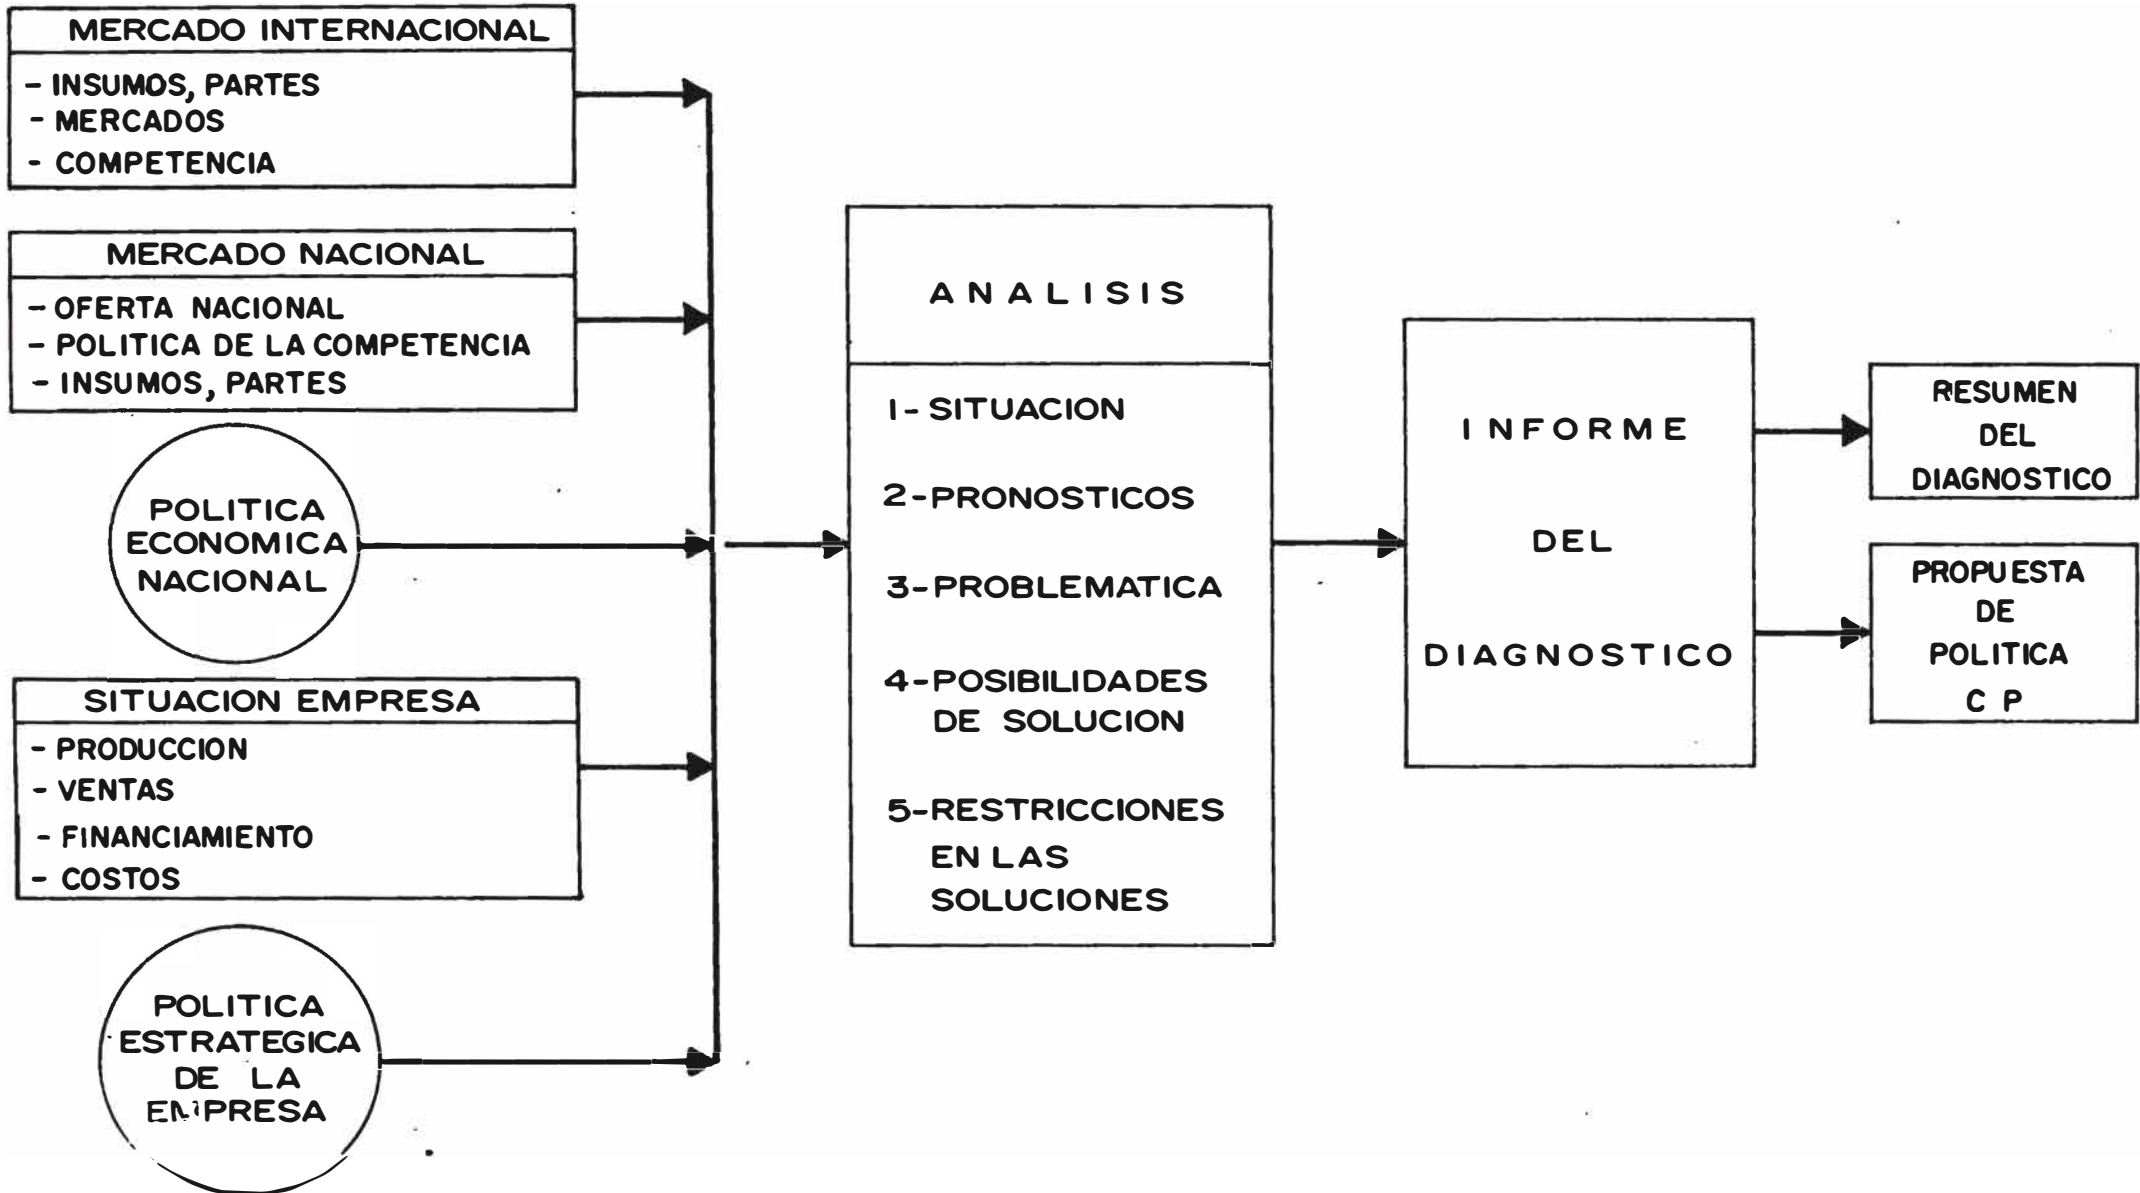 MERCADO INTERNACIONAL
- INSUMOS, PARTES
- MERCADOS
- COMPETENCIA
MERCADO NACIONAL
- OFERTA NACIONAL
- POLITICA DE LA COMPETENCIA
- INSUMOS, PARTES
POLITICA
ECONOMICA
NACIONAL
SITUACION EMPRESA
- PRODUCCION
- VENTAS
- FINANCIAMIENTO
- COSTOS
POLITICA
ESTRATEGICA
DE LA
EMPRESA
ANALISIS
1- SITUACION
2- PRONOSTICOS
3- PROBLEMATICA
4- POSIBILIDADES
DE SOLUCION
5- RESTRICCIONES
EN LAS
SOLUCIONES
INFORME
DEL
DIAGNOSTICO
RESUMEN
DEL
DIAGNOSTICO
PROPUESTA
DE
POLITICA
C P